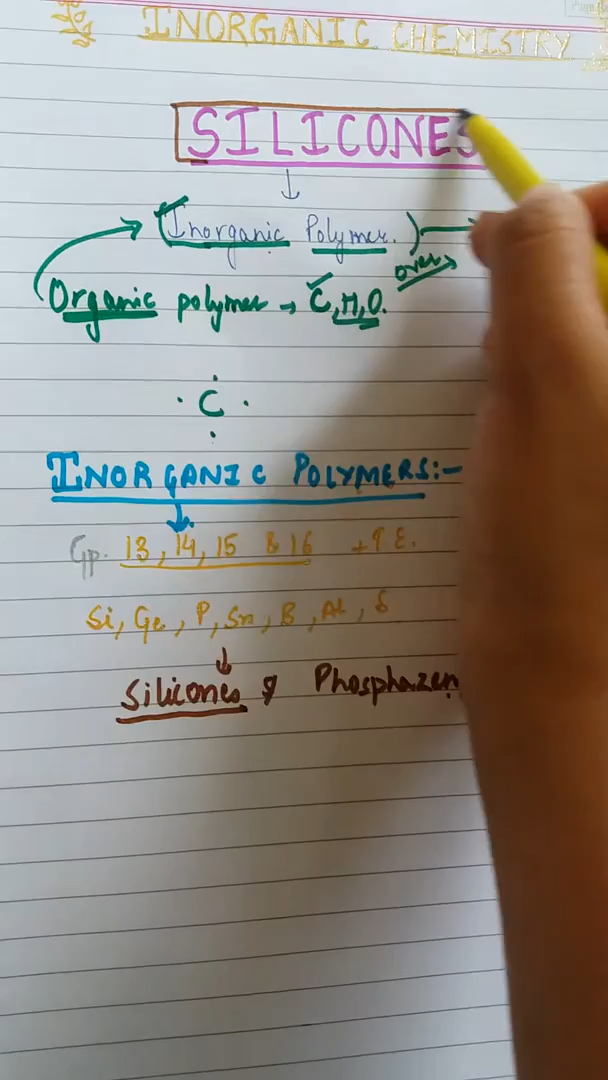 INORGANIC CHEMISTRY
SILICONES
↓
(Inorganic Polymer.) →
Organic polymer → C, H, O. over →
C
INORGANIC POLYMERS:-
↓
Gp. 13, 14, 15 & 16
Si, Ge, P, Sn, B, Al, S
↓
Silicones & Phosphazen